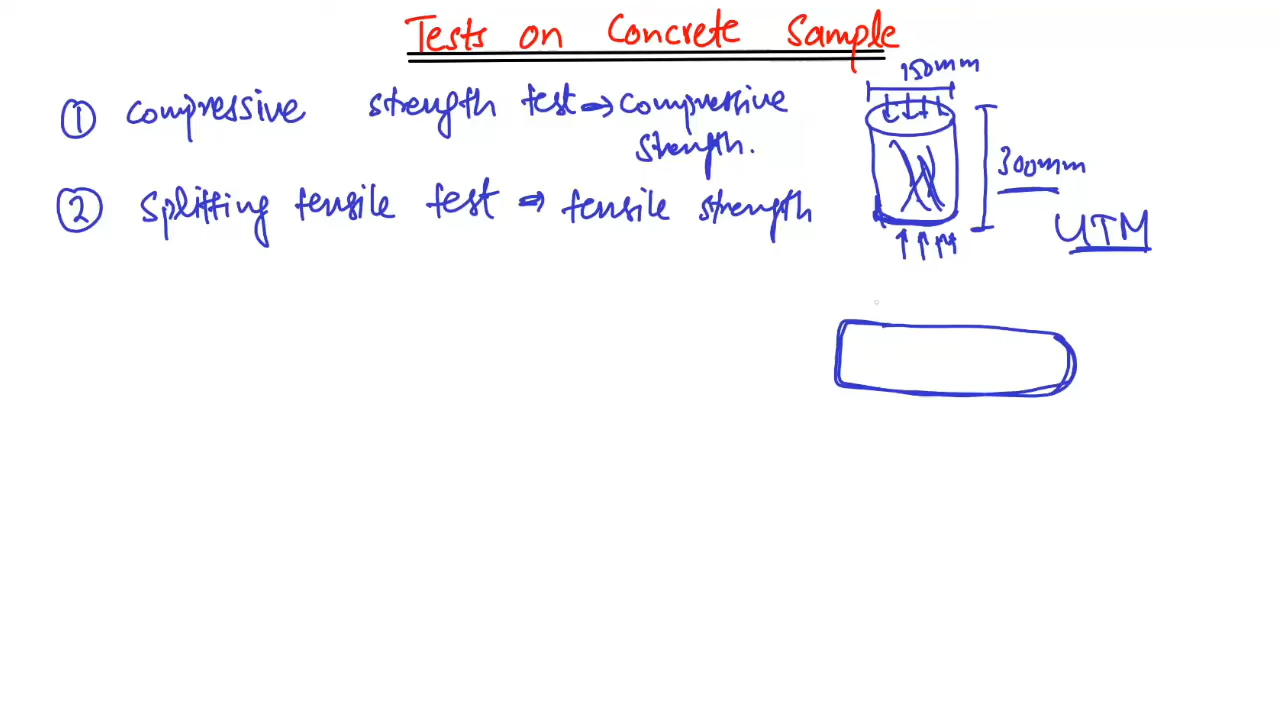 Tests on Concrete Sample
① compressive strength test → compressive
strength.
② Splitting tensile test → tensile strength
150mm
300mm
UTM